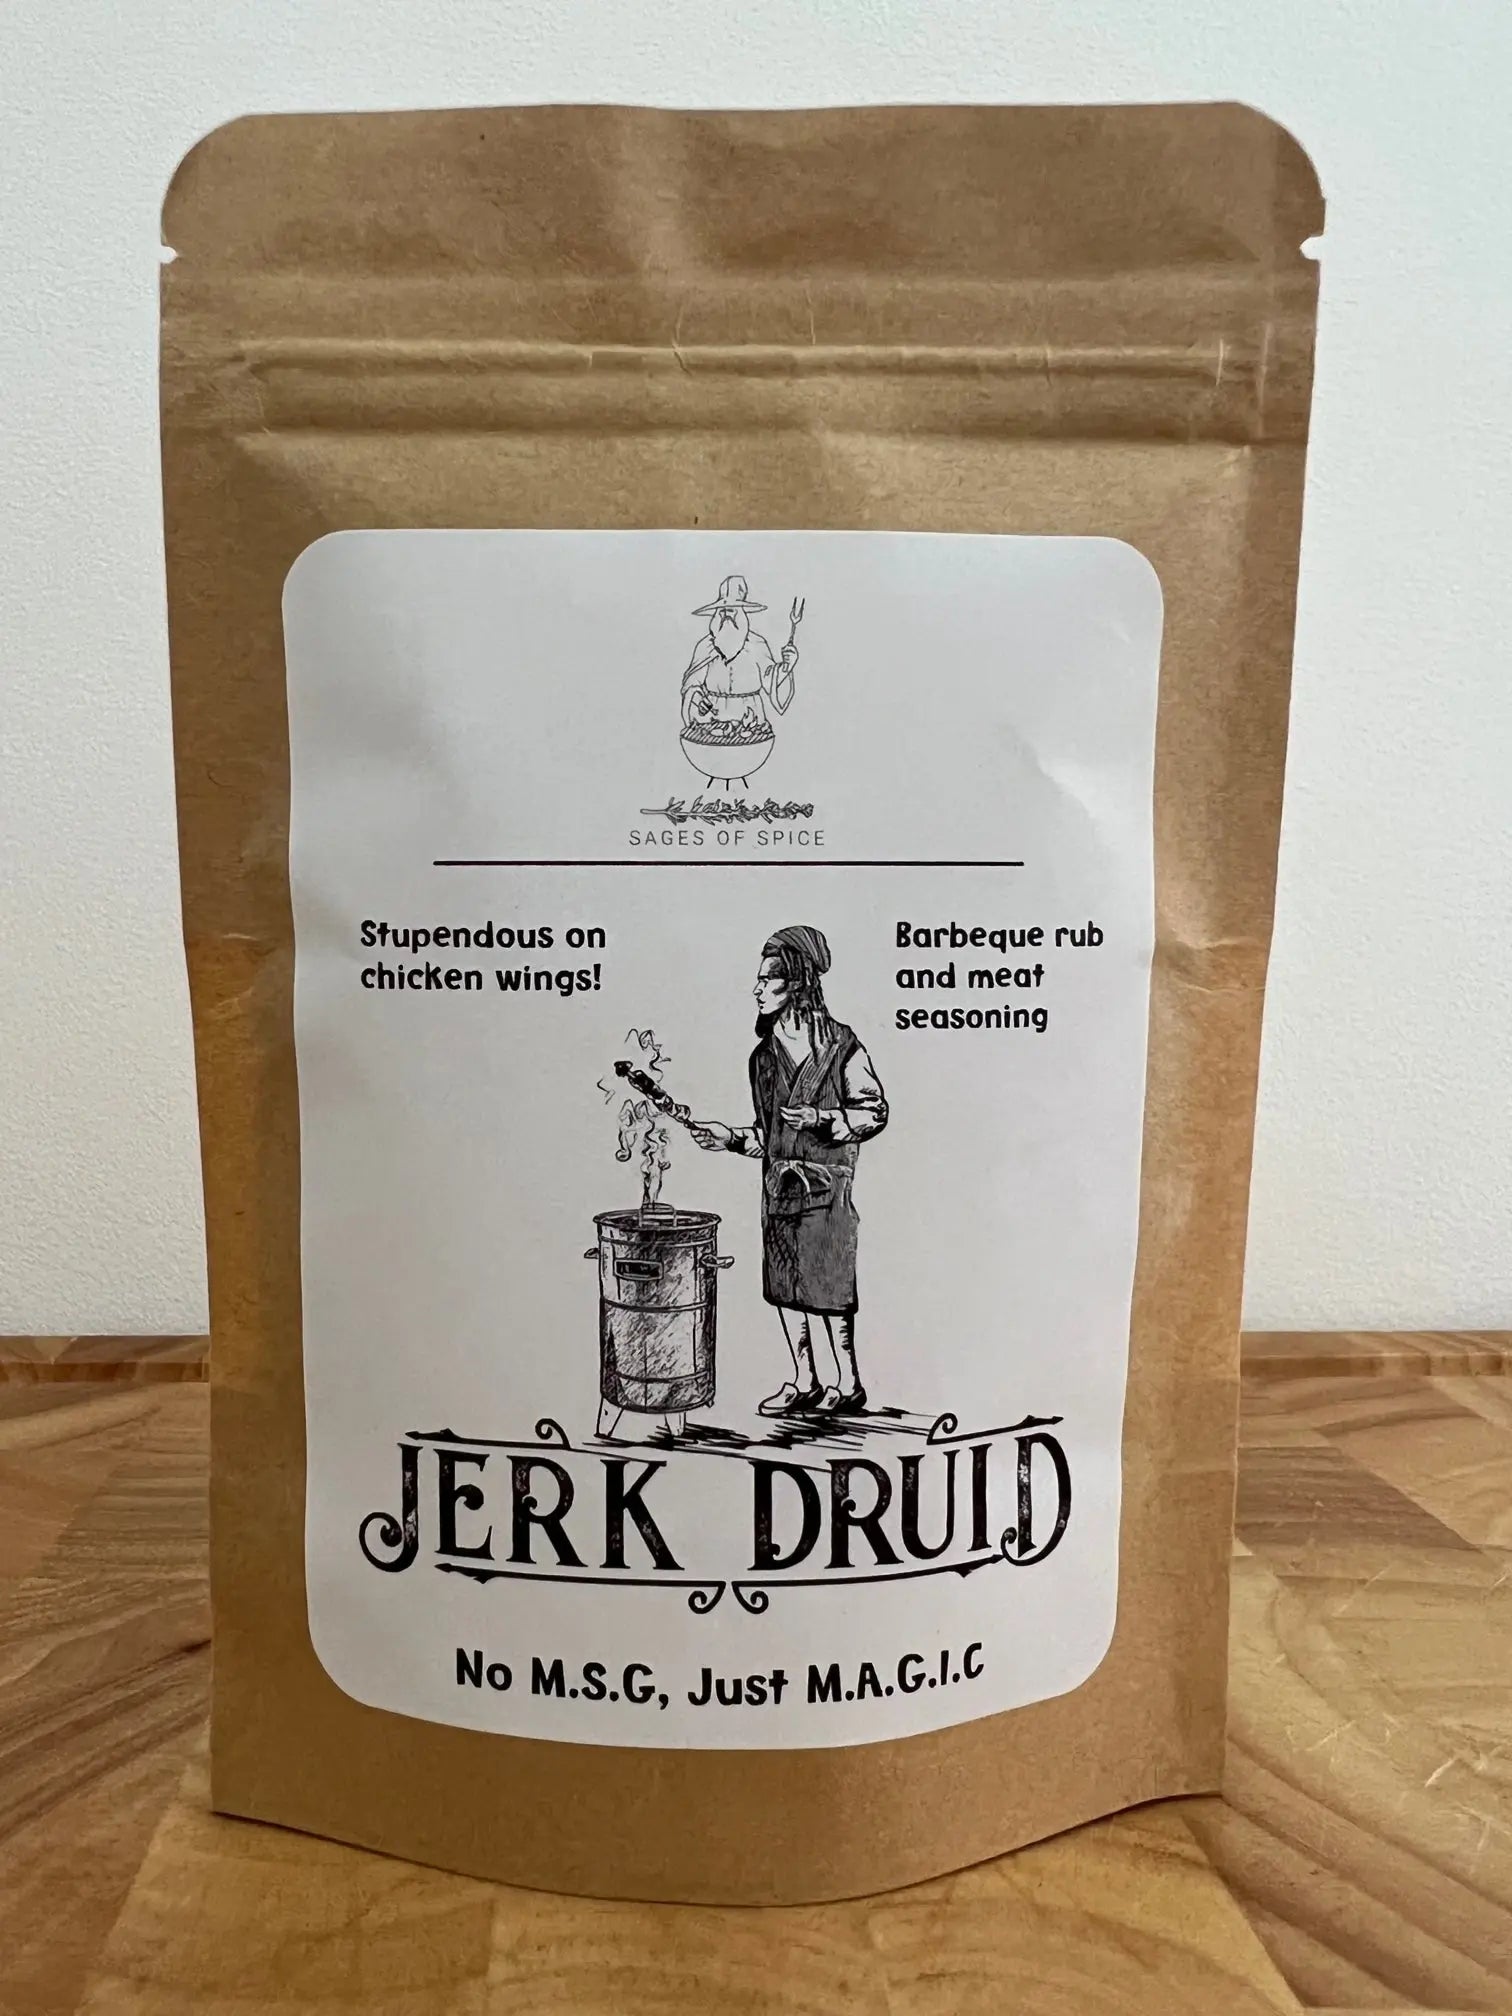 SAGES OF SPICE
Stupendous on
chicken wings!
Barbeque rub
and meat
seasoning
JERK DRUID
No M.S.G, Just M.A.G.I.C